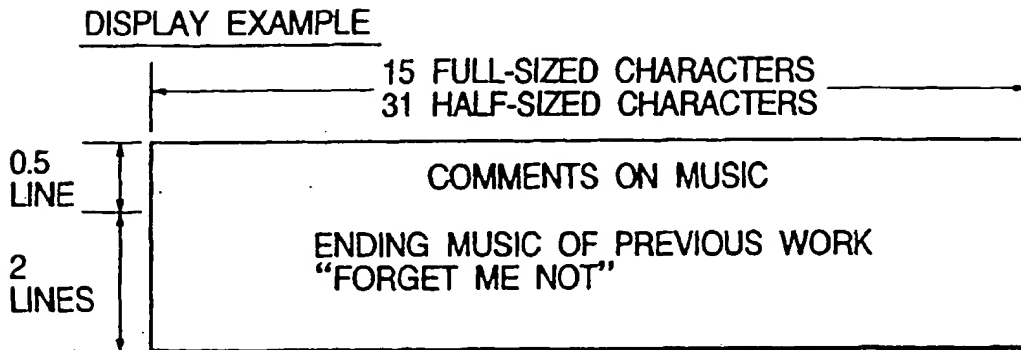 DISPLAY EXAMPLE
15 FULL-SIZED CHARACTERS
31 HALF-SIZED CHARACTERS
0.5
LINE
COMMENTS ON MUSIC
2
LINES
ENDING MUSIC OF PREVIOUS WORK
“FORGET ME NOT”